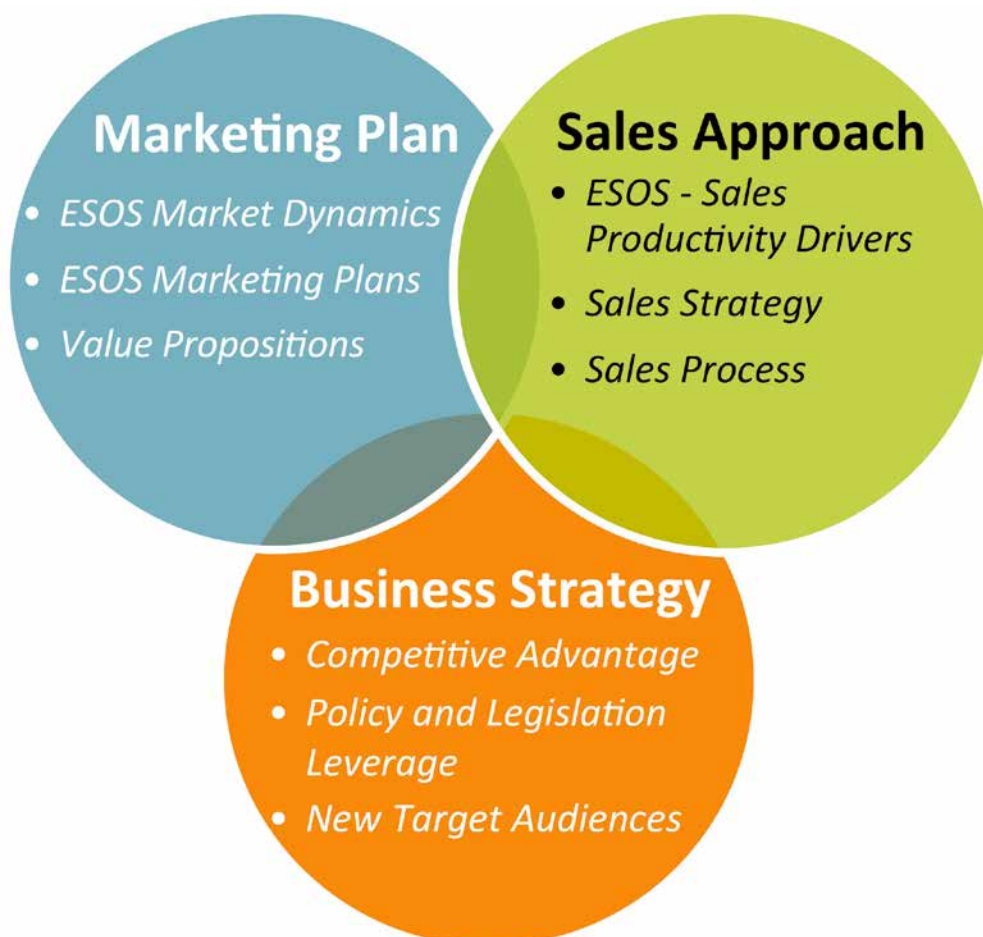 Marketing Plan
• ESOS Market Dynamics
• ESOS Marketing Plans
• Value Propositions
Sales Approach
• ESOS - Sales
Productivity Drivers
• Sales Strategy
• Sales Process
Business Strategy
• Competitive Advantage
• Policy and Legislation
Leverage
• New Target Audiences